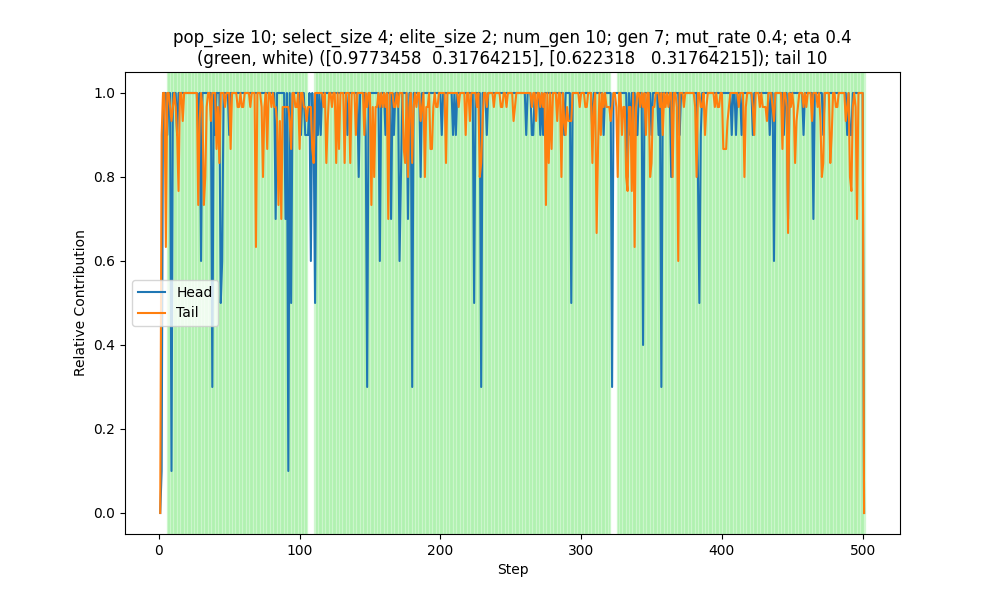 pop_size 10; select_size 4; elite_size 2; num_gen 10; gen 7; mut_rate 0.4; eta 0.4
(green, white) ([0.9773458  0.31764215], [0.622318   0.31764215]); tail 10
1.0
0.8
0.6
0.4
0.2
0.0
Relative Contribution
Head
Tail
0
100
200
300
400
500
Step